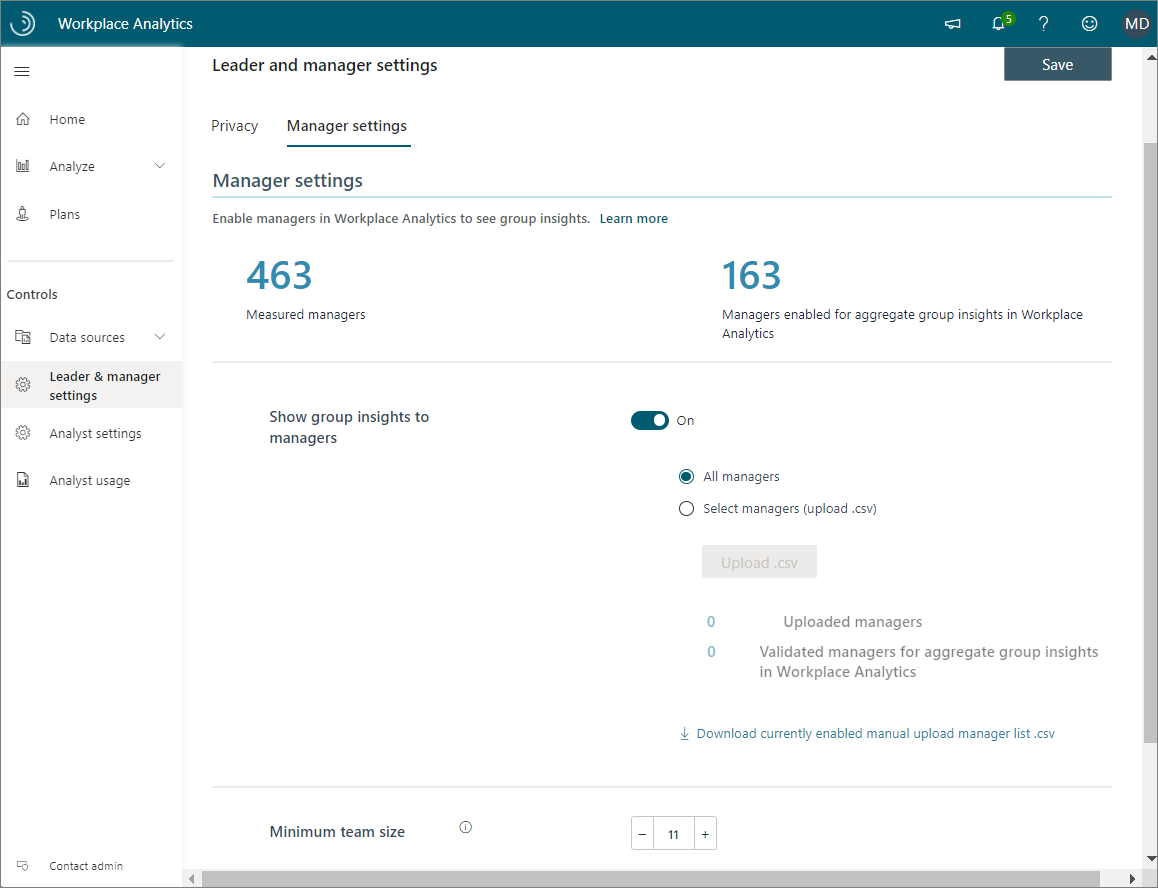 Workplace Analytics
5
?
MD
Leader and manager settings
Save
Home
Analyze
Plans
Controls
Data sources
Leader & manager
settings
Analyst settings
Analyst usage
Contact admin
Privacy
Manager settings
Manager settings
Enable managers in Workplace Analytics to see group insights. Learn more
463
Measured managers
163
Managers enabled for aggregate group insights in Workplace
Analytics
Show group insights to
managers
On
All managers
Select managers (upload .csv)
Upload .csv
0 Uploaded managers
0 Validated managers for aggregate group insights
in Workplace Analytics
Download currently enabled manual upload manager list .csv
Minimum team size
− 11 +